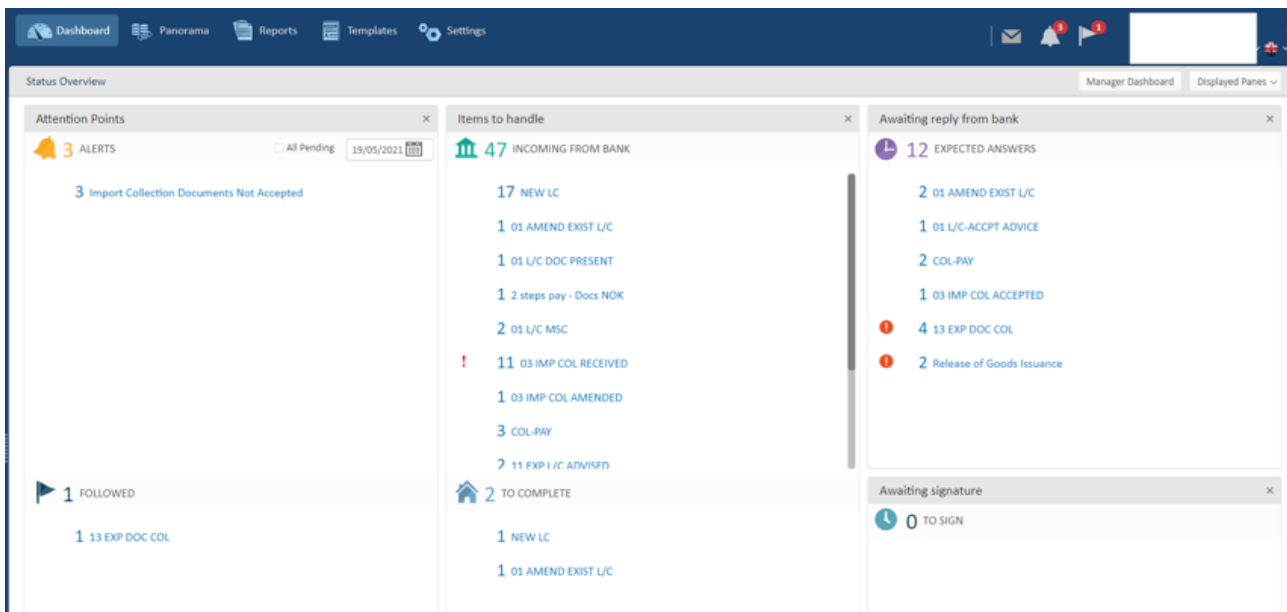 Dashboard Panorama Reports Templates Settings 3 1
Status Overview Manager Dashboard Displayed Panes
Attention Points
3 ALERTS All Pending 19/05/2021
3 Import Collection Documents Not Accepted
1 FOLLOWED
1 13 EXP DOC COL
Items to handle
47 INCOMING FROM BANK
17 NEW LC
1 01 AMEND EXIST L/C
1 01 L/C DOC PRESENT
1 2 steps pay - Docs NOK
2 01 L/C MSC
! 11 03 IMP COL RECEIVED
1 03 IMP COL AMENDED
3 COL-PAY
2 11 EXP L/C ADVISED
2 TO COMPLETE
1 NEW LC
1 01 AMEND EXIST L/C
Awaiting reply from bank
12 EXPECTED ANSWERS
2 01 AMEND EXIST L/C
1 01 L/C-ACCPT ADVICE
2 COL-PAY
1 03 IMP COL ACCEPTED
! 4 13 EXP DOC COL
! 2 Release of Goods Issuance
Awaiting signature
0 TO SIGN